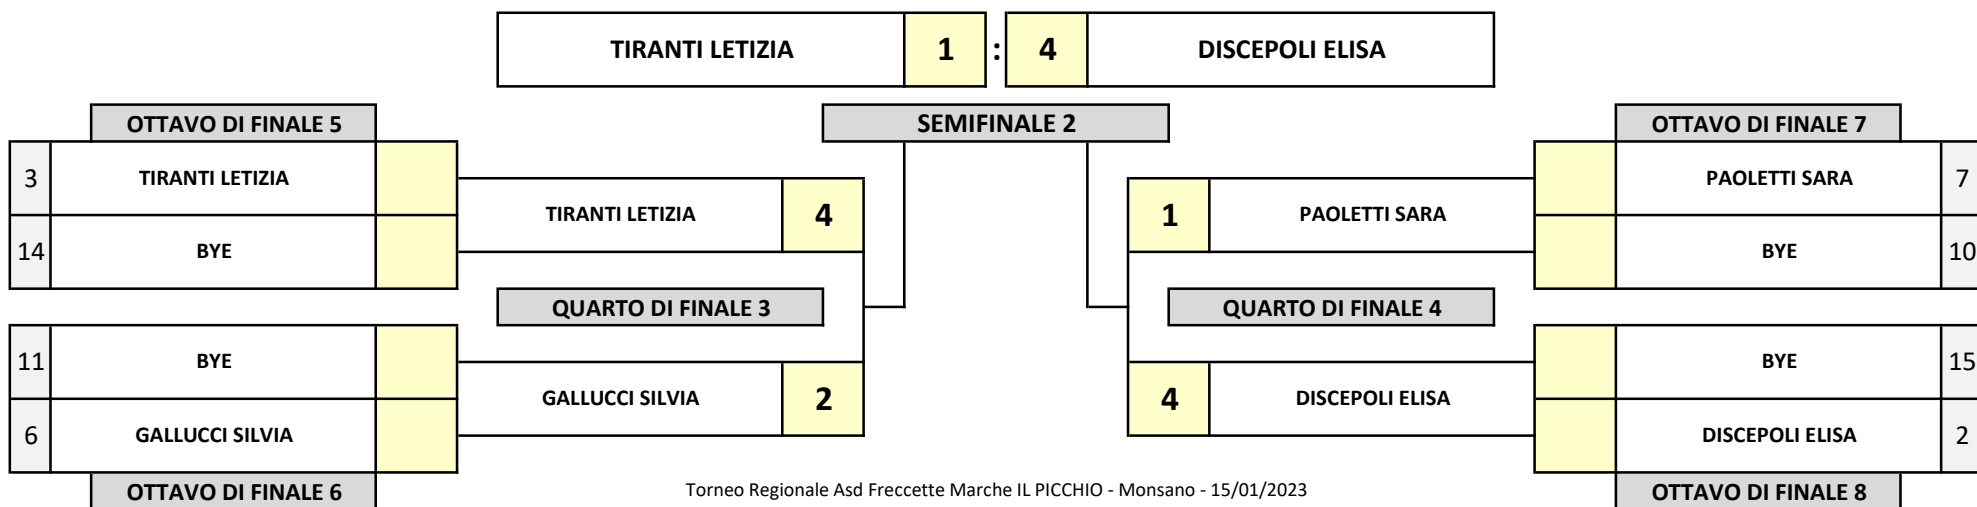 TIRANTI LETIZIA 1 : 4 DISCEPOLI ELISA
OTTAVO DI FINALE 5 SEMIFINALE 2 OTTAVO DI FINALE 7
3 TIRANTI LETIZIA PAOLETTI SARA 7
TIRANTI LETIZIA 4 1 PAOLETTI SARA
14 BYE BYE 10
QUARTO DI FINALE 3 QUARTO DI FINALE 4
11 BYE BYE 15
GALLUCCI SILVIA 2 4 DISCEPOLI ELISA
6 GALLUCCI SILVIA DISCEPOLI ELISA 2
OTTAVO DI FINALE 6 Torneo Regionale Asd Freccette Marche IL PICCHIO - Monsano - 15/01/2023 OTTAVO DI FINALE 8